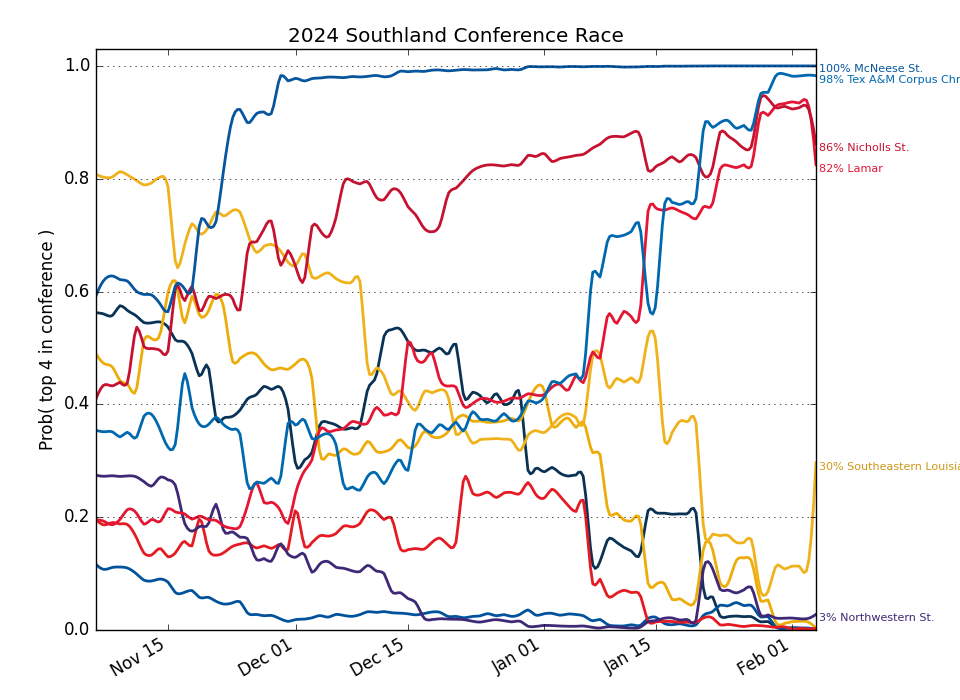 2024 Southland Conference Race
Prob( top 4 in conference )
1.0
0.8
0.6
0.4
0.2
0.0
Nov 15
Dec 01
Dec 15
Jan 01
Jan 15
Feb 01
100% McNeese St.
98% Tex A&M Corpus Chr
86% Nicholls St.
82% Lamar
30% Southeastern Louisia
3% Northwestern St.